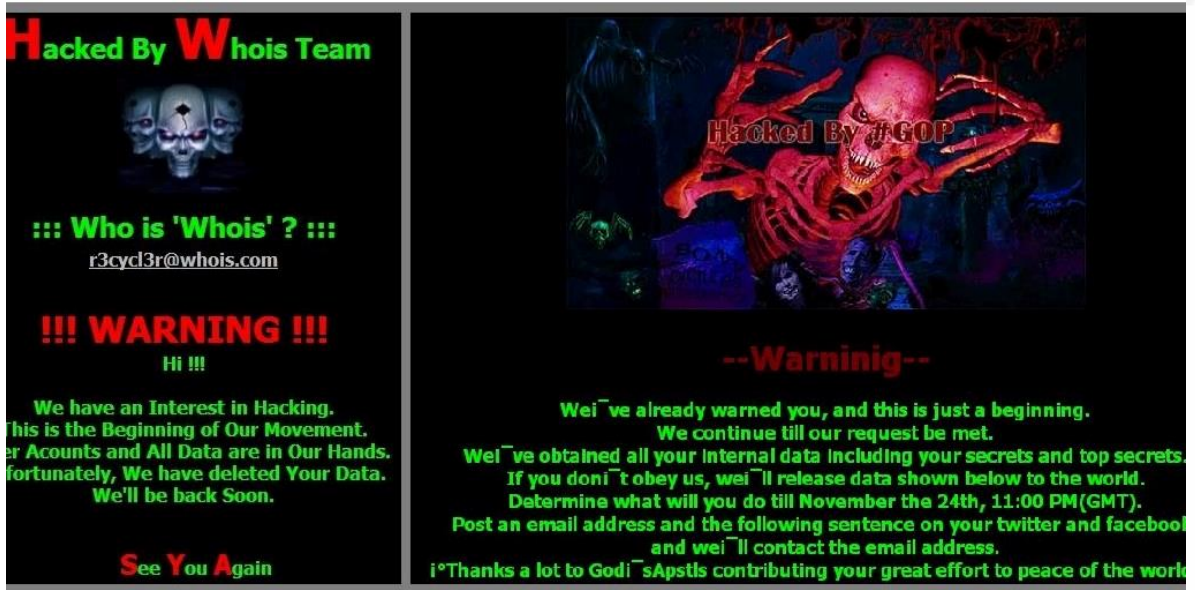 Hacked By Whois Team
::: Who is 'Whois' ? :::
r3cycl3r@whois.com
!!! WARNING !!!
Hi !!!
We have an Interest in Hacking.
This is the Beginning of Our Movement.
er Acounts and All Data are in Our Hands.
fortunately, We have deleted Your Data.
We'll be back Soon.
See You Again
Hacked By #GOP
--Warninig--
Wei¯ve already warned you, and this is just a beginning.
We continue till our request be met.
Wei¯ve obtained all your internal data including your secrets and top secrets.
If you doni¯t obey us, wei¯ll release data shown below to the world.
Determine what will you do till November the 24th, 11:00 PM(GMT).
Post an email address and the following sentence on your twitter and facebook
and wei¯ll contact the email address.
i°Thanks a lot to Godi¯sApstls contributing your great effort to peace of the world